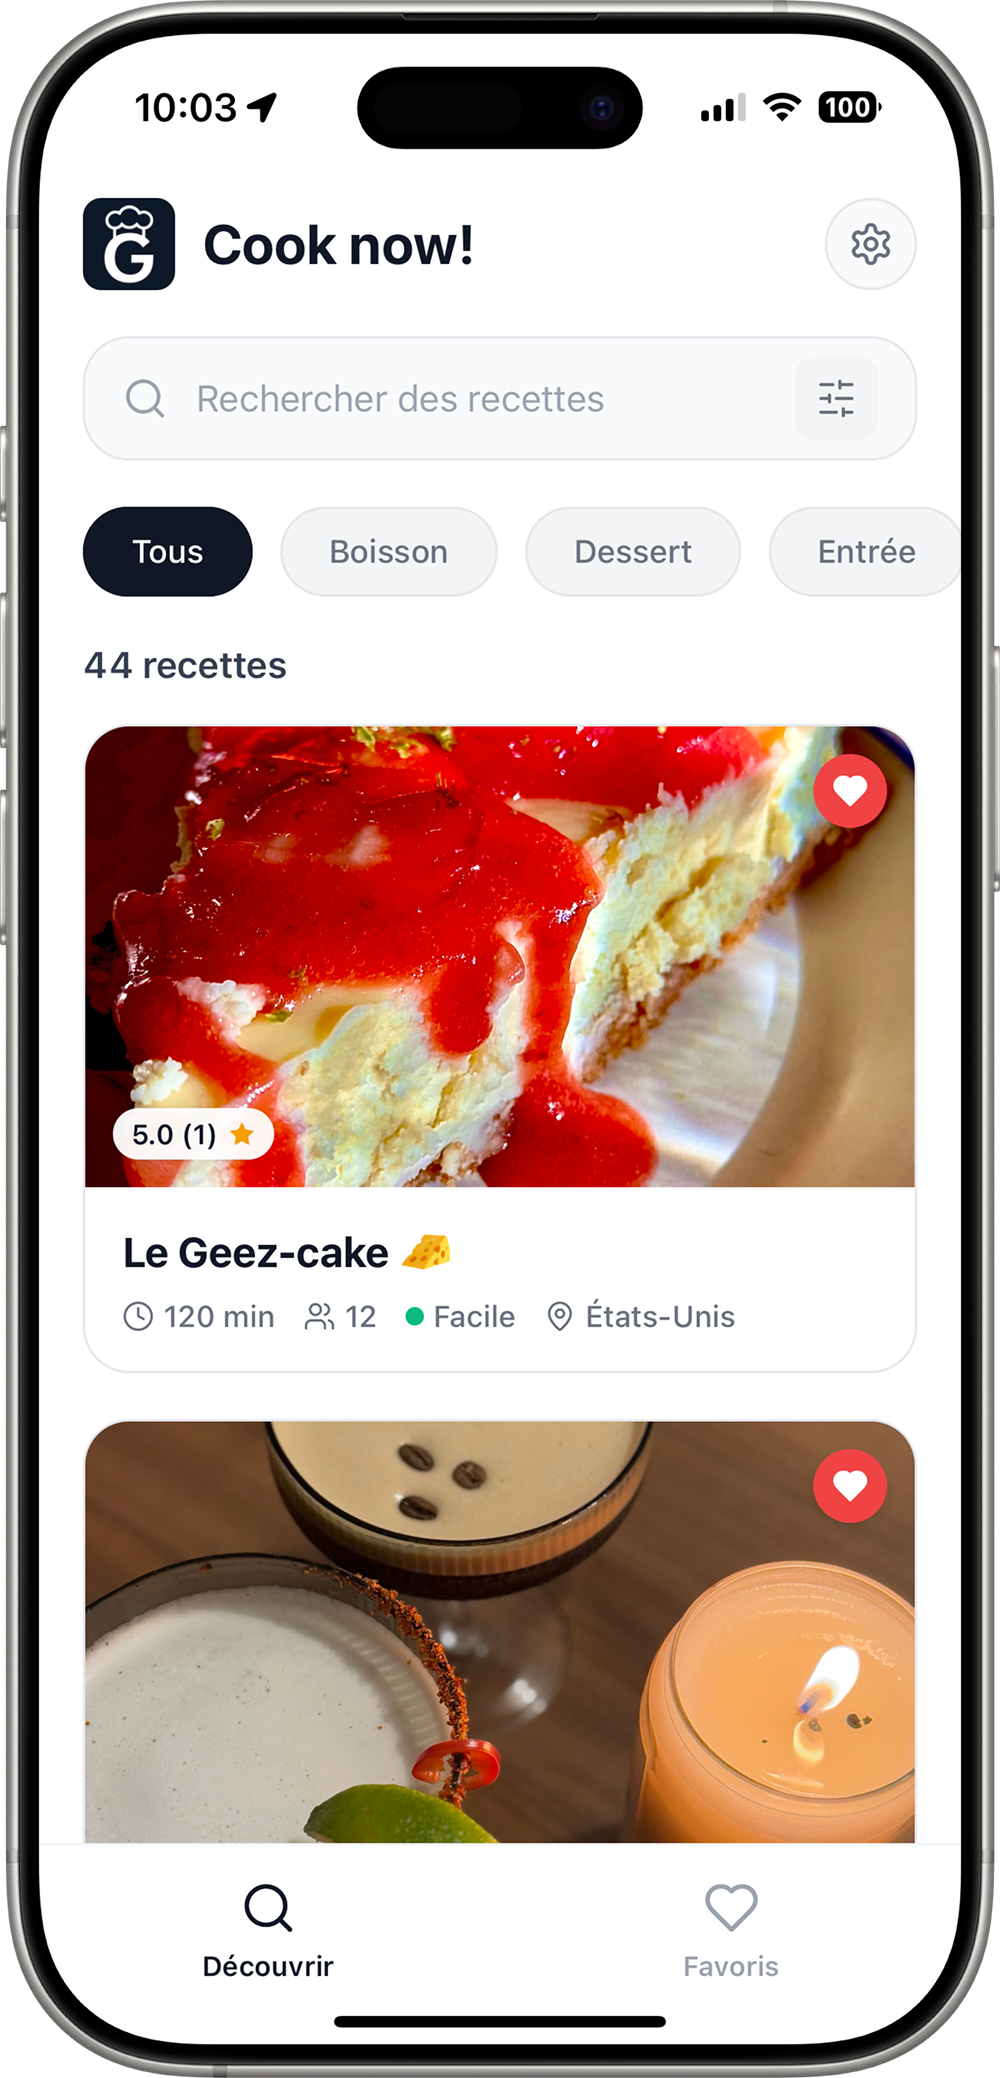 10:03
100
G
Cook now!
Rechercher des recettes
Tous
Boisson
Dessert
Entrée
44 recettes
5.0 (1)
Le Geez-cake 🧀
120 min
12
Facile
États-Unis
Découvrir
Favoris